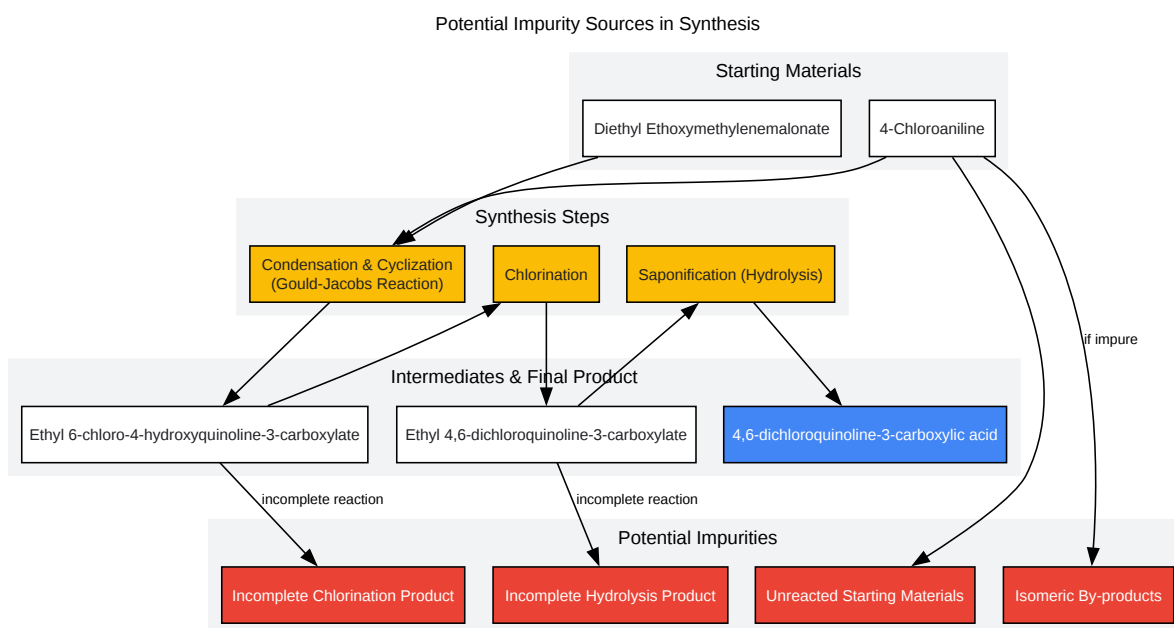 Potential Impurity Sources in Synthesis
Starting Materials
Diethyl Ethoxymethylenemalonate
4-Chloroaniline
Synthesis Steps
Condensation & Cyclization
(Gould-Jacobs Reaction)
Chlorination
Saponification (Hydrolysis)
if impure
Intermediates & Final Product
Ethyl 6-chloro-4-hydroxyquinoline-3-carboxylate
Ethyl 4,6-dichloroquinoline-3-carboxylate
4,6-dichloroquinoline-3-carboxylic acid
incomplete reaction
incomplete reaction
Potential Impurities
Incomplete Chlorination Product
Incomplete Hydrolysis Product
Unreacted Starting Materials
Isomeric By-products